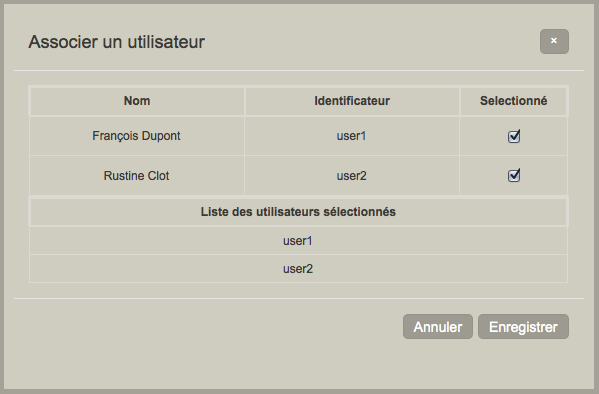 Associer un utilisateur
×
Nom Identificateur Selectionné
François Dupont user1
Rustine Clot user2
Liste des utilisateurs sélectionnés
user1
user2
Annuler Enregistrer